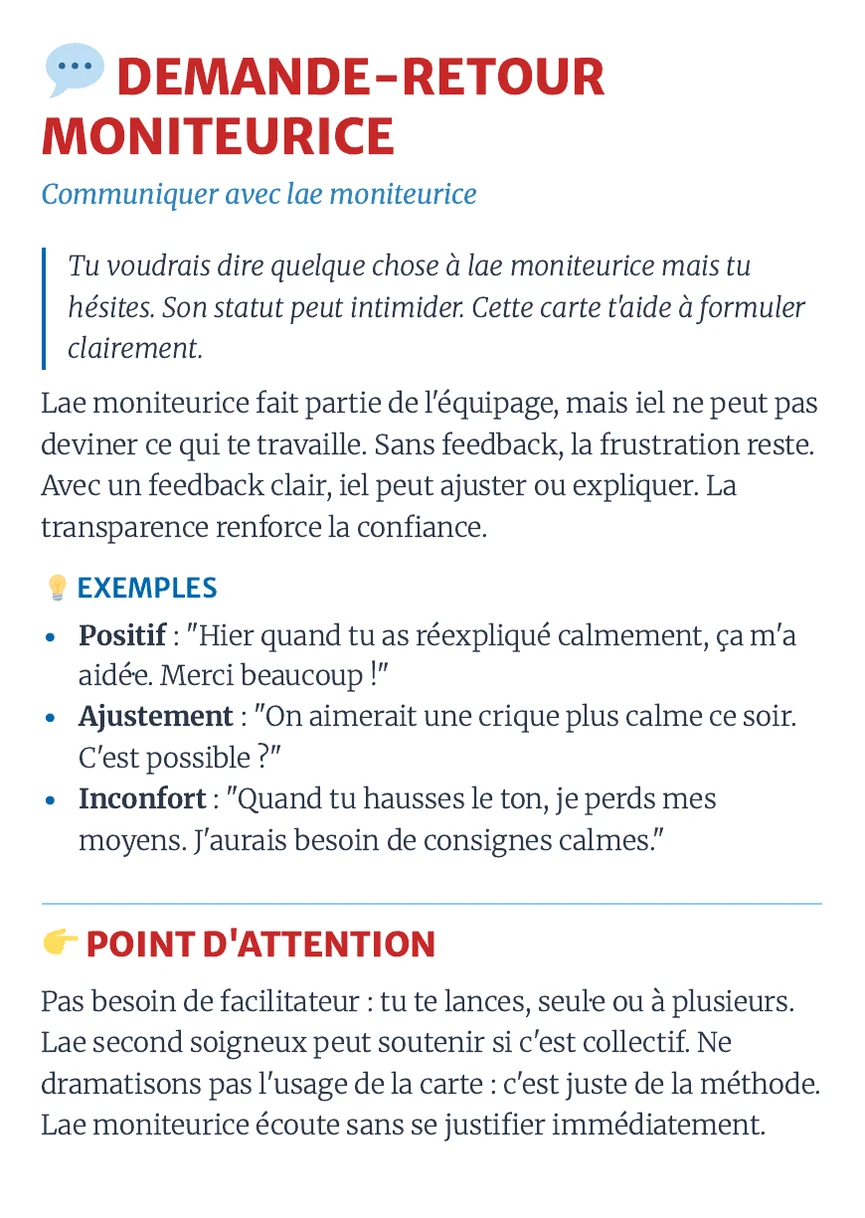 💬 DEMANDE-RETOUR
MONITEURICE
Communiquer avec lae moniteurice
Tu voudrais dire quelque chose à lae moniteurice mais tu
hésites. Son statut peut intimider. Cette carte t'aide à formuler
clairement.
Lae moniteurice fait partie de l'équipage, mais iel ne peut pas
deviner ce qui te travaille. Sans feedback, la frustration reste.
Avec un feedback clair, iel peut ajuster ou expliquer. La
transparence renforce la confiance.
💡 EXEMPLES
• Positif : "Hier quand tu as réexpliqué calmement, ça m'a
aidé·e. Merci beaucoup !"
• Ajustement : "On aimerait une crique plus calme ce soir.
C'est possible ?"
• Inconfort : "Quand tu hausses le ton, je perds mes
moyens. J'aurais besoin de consignes calmes."
👉 POINT D'ATTENTION
Pas besoin de facilitateur : tu te lances, seul·e ou à plusieurs.
Lae second soigneux peut soutenir si c'est collectif. Ne
dramatisons pas l'usage de la carte : c'est juste de la méthode.
Lae moniteurice écoute sans se justifier immédiatement.